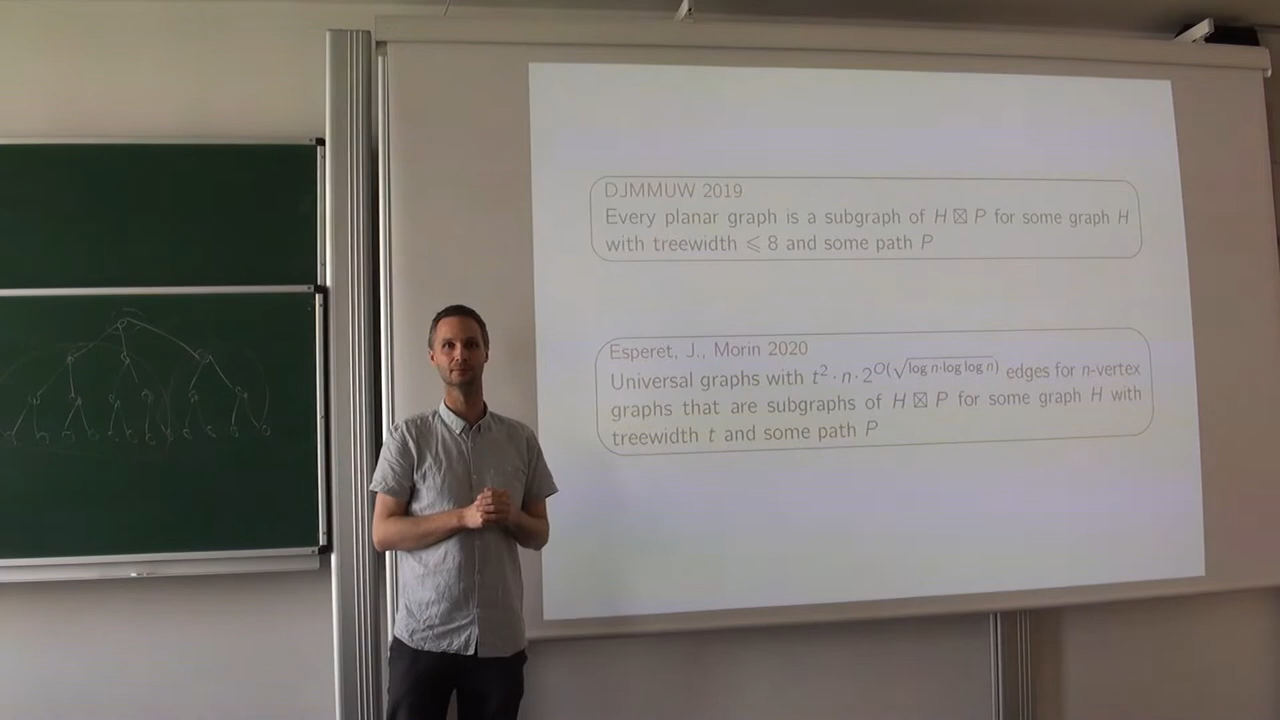 DJMMUW 2019
Every planar graph is a subgraph of H ⊠ P for some graph H
with treewidth ⩽ 8 and some path P
Esperet, J., Morin 2020
Universal graphs with t² · n · 2^{O(√(log n·log log n))} edges for n-vertex
graphs that are subgraphs of H ⊠ P for some graph H with
treewidth t and some path P